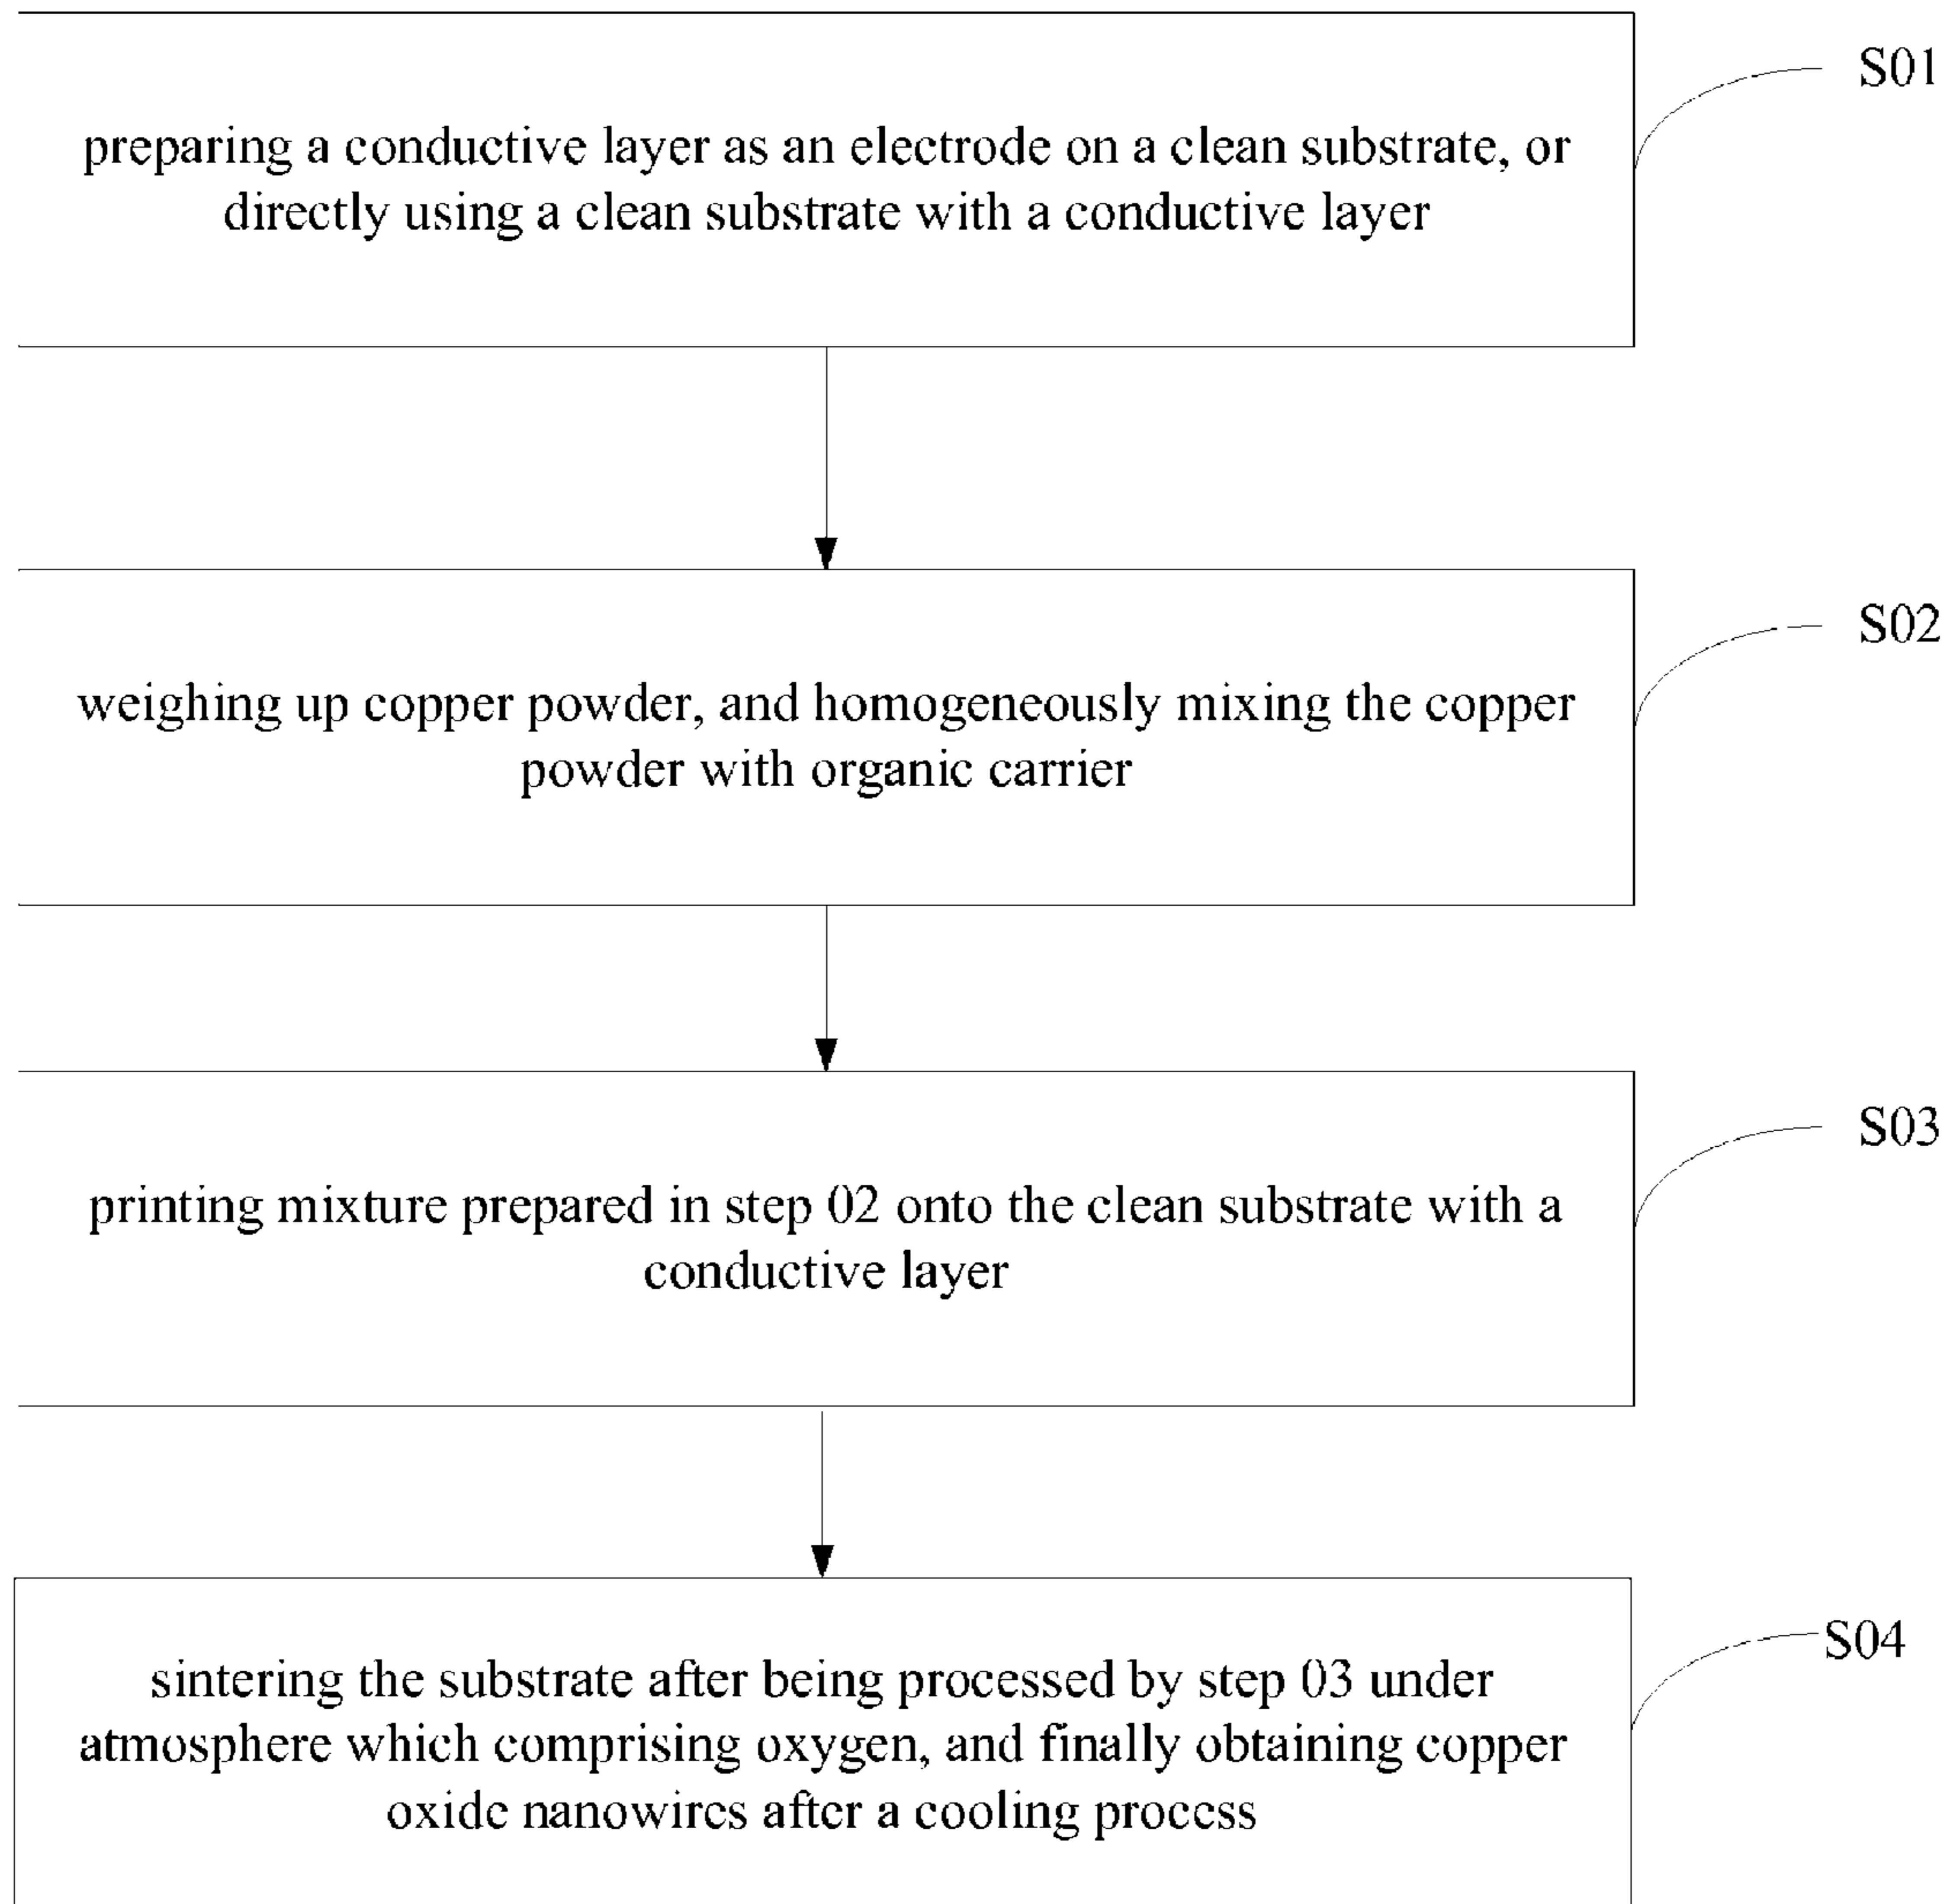 S01
preparing a conductive layer as an electrode on a clean substrate, or
directly using a clean substrate with a conductive layer
S02
weighing up copper powder, and homogeneously mixing the copper
powder with organic carrier
S03
printing mixture prepared in step 02 onto the clean substrate with a
conductive layer
S04
sintering the substrate after being processed by step 03 under
atmosphere which comprising oxygen, and finally obtaining copper
oxide nanowires after a cooling process